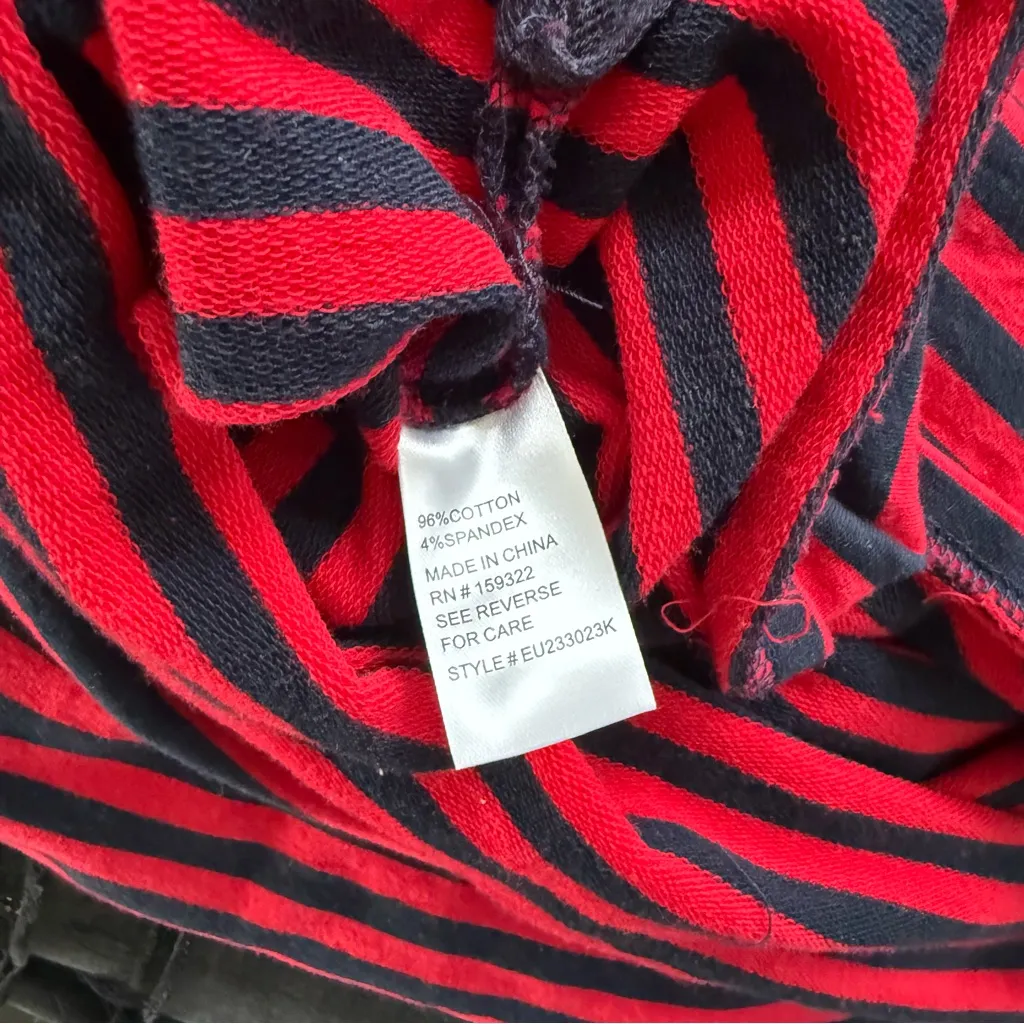 96%COTTON
4%SPANDEX
MADE IN CHINA
RN # 159322
SEE REVERSE
FOR CARE
STYLE # EU233023K